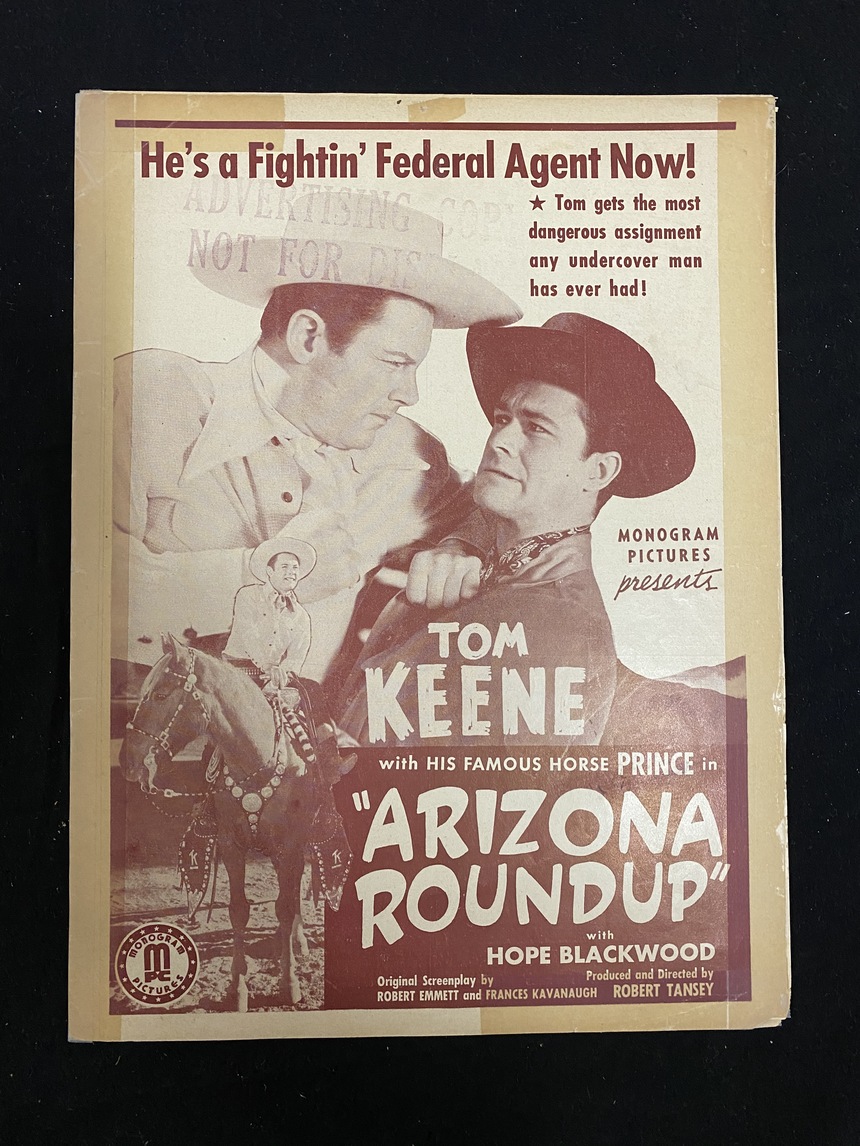 He's a Fightin' Federal Agent Now!
ADVERTISING COPY
NOT FOR
★ Tom gets the most
dangerous assignment
any undercover man
has ever had!
MONOGRAM
PICTURES
presents
TOM
KEENE
with HIS FAMOUS HORSE PRINCE in
"ARIZONA
ROUNDUP"
with
HOPE BLACKWOOD
Original Screenplay by
ROBERT EMMETT and FRANCES KAVANAUGH
Produced and Directed by
ROBERT TANSEY
MONOGRAM
M
PC
PICTURES
K
K